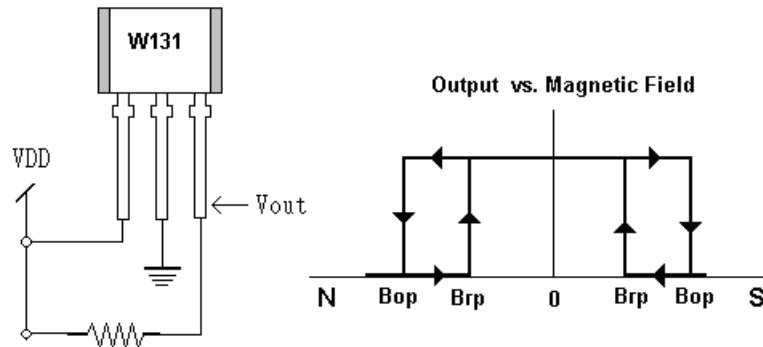 W131
VDD
Vout
Output vs. Magnetic Field
N Bop Brp 0 Brp Bop S